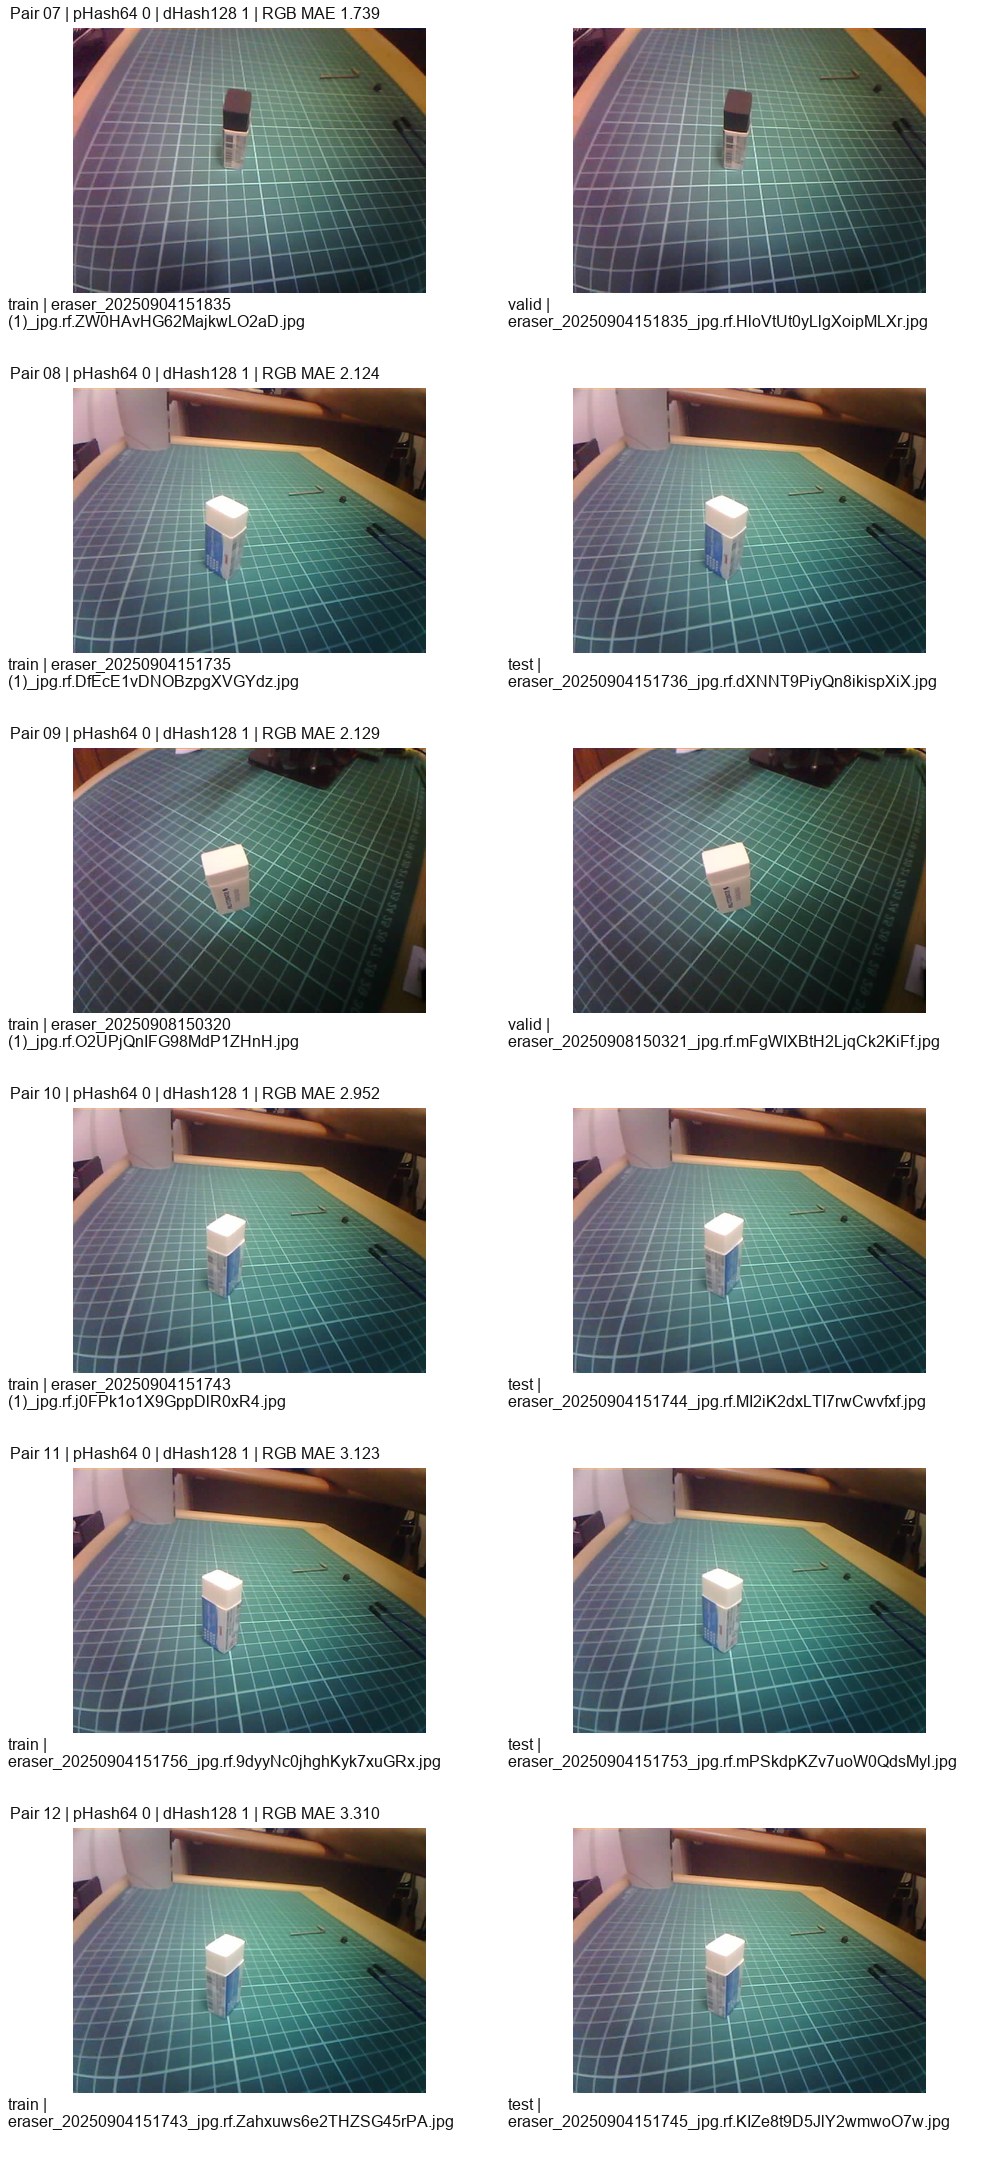 Pair 07 | pHash64 0 | dHash128 1 | RGB MAE 1.739
train | eraser_20250904151835
(1)_jpg.rf.ZW0HAvHG62MajkwLO2aD.jpg
valid |
eraser_20250904151835_jpg.rf.HloVtUt0yLlgXoipMLXr.jpg
Pair 08 | pHash64 0 | dHash128 1 | RGB MAE 2.124
train | eraser_20250904151735
(1)_jpg.rf.DfEcE1vDNOBzpgXVGYdz.jpg
test |
eraser_20250904151736_jpg.rf.dXNNT9PiyQn8ikispXiX.jpg
Pair 09 | pHash64 0 | dHash128 1 | RGB MAE 2.129
train | eraser_20250908150320
(1)_jpg.rf.O2UPjQnIFG98MdP1ZHnH.jpg
valid |
eraser_20250908150321_jpg.rf.mFgWIXBtH2LjqCk2KiFf.jpg
Pair 10 | pHash64 0 | dHash128 1 | RGB MAE 2.952
train | eraser_20250904151743
(1)_jpg.rf.j0FPk1o1X9GppDlR0xR4.jpg
test |
eraser_20250904151744_jpg.rf.MI2iK2dxLTI7rwCwvfxf.jpg
Pair 11 | pHash64 0 | dHash128 1 | RGB MAE 3.123
train |
eraser_20250904151756_jpg.rf.9dyyNc0jhghKyk7xuGRx.jpg
test |
eraser_20250904151753_jpg.rf.mPSkdpKZv7uoW0QdsMyl.jpg
Pair 12 | pHash64 0 | dHash128 1 | RGB MAE 3.310
train |
eraser_20250904151743_jpg.rf.Zahxuws6e2THZSG45rPA.jpg
test |
eraser_20250904151745_jpg.rf.KIZe8t9D5JlY2wmwoO7w.jpg